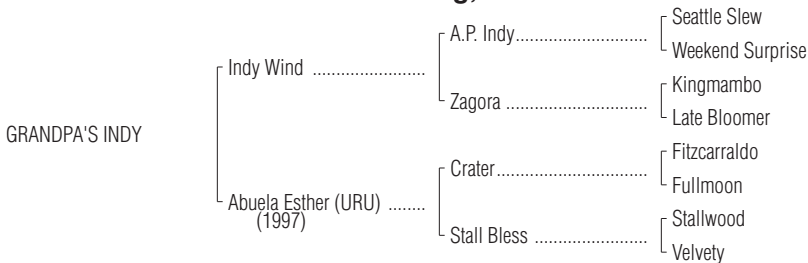 Seattle Slew
A.P. Indy..............................
Weekend Surprise
Indy Wind .........................
Kingmambo
Zagora ...............................
Late Bloomer
GRANDPA'S INDY
Fitzcarraldo
Crater.................................
Fullmoon
Abuela Esther (URU) ........
(1997)
Stallwood
Stall Bless .........................
Velvety